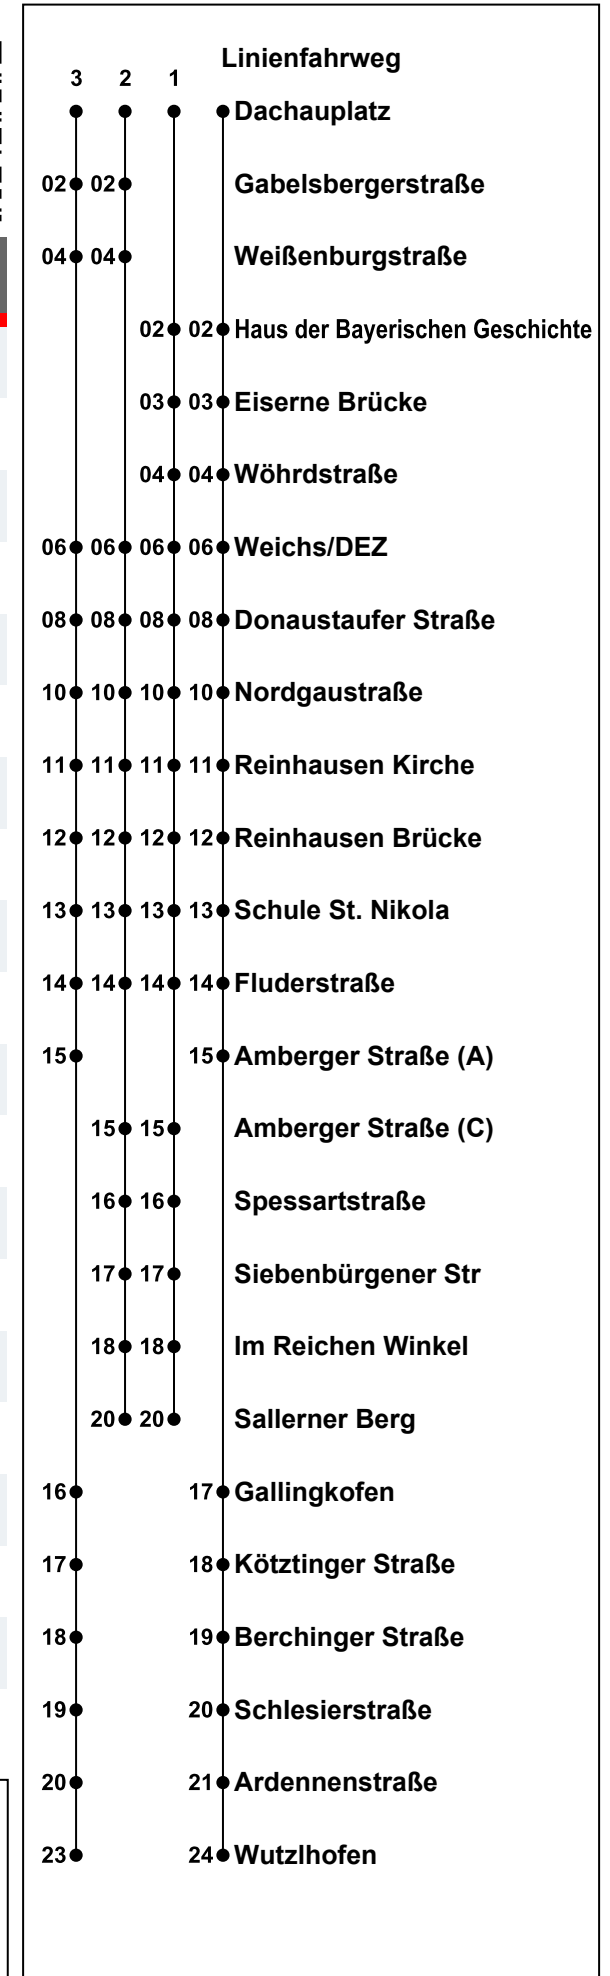 Linienfahrweg
3 2 1
Dachauplatz
02 02 Gabelsbergerstraße
04 04 Weißenburgstraße
02 02 Haus der Bayerischen Geschichte
03 03 Eiserne Brücke
04 04 Wöhrdstraße
06 06 06 06 Weichs/DEZ
08 08 08 08 Donaustaufer Straße
10 10 10 10 Nordgaustraße
11 11 11 11 Reinhausen Kirche
12 12 12 12 Reinhausen Brücke
13 13 13 13 Schule St. Nikola
14 14 14 14 Fluderstraße
15 15 Amberger Straße (A)
15 15 Amberger Straße (C)
16 16 Spessartstraße
17 17 Siebenbürgener Str
18 18 Im Reichen Winkel
20 20 Sallerner Berg
16 17 Gallingkofen
17 18 Kötztinger Straße
18 19 Berchinger Straße
19 20 Schlesierstraße
20 21 Ardennenstraße
23 24 Wutzlhofen